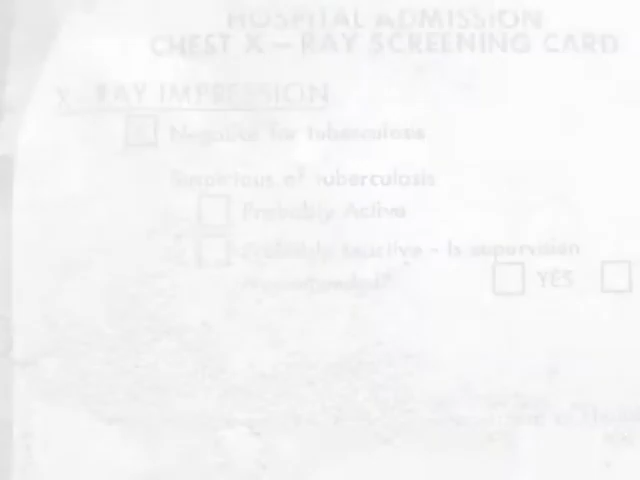 HOSPITAL ADMISSION
CHEST X – RAY SCREENING CARD
X - RAY IMPRESSION
Negative for tuberculosis
Suspicious of tuberculosis
Probably Active
Probably Inactive - Is supervision
recommended?
YES